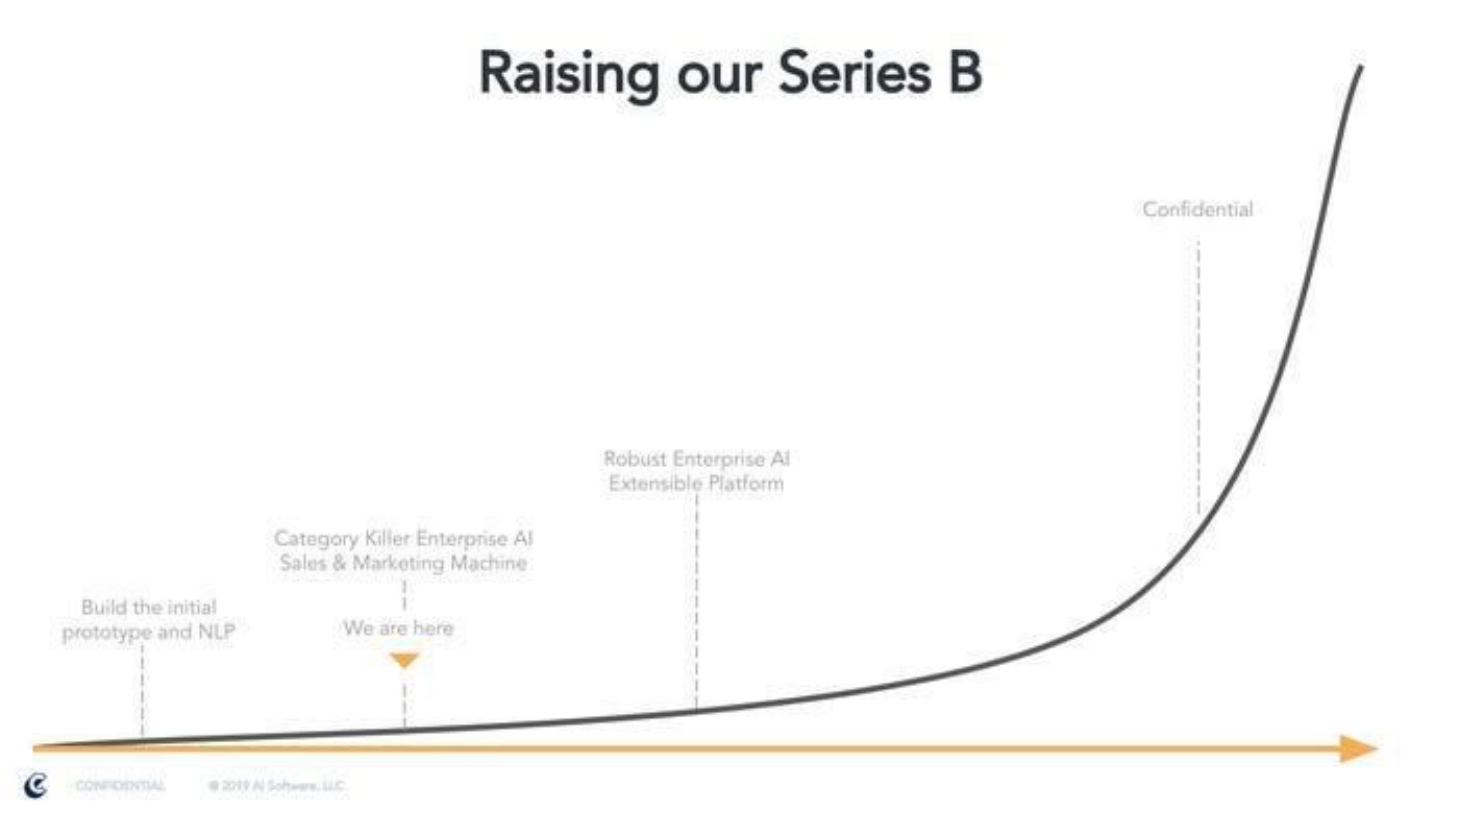 Raising our Series B
Confidential
Robust Enterprise AI
Extensible Platform
Category Killer Enterprise AI
Sales & Marketing Machine
We are here
Build the initial
prototype and NLP
CONFIDENTIAL
© 2019 AI Software, LLC